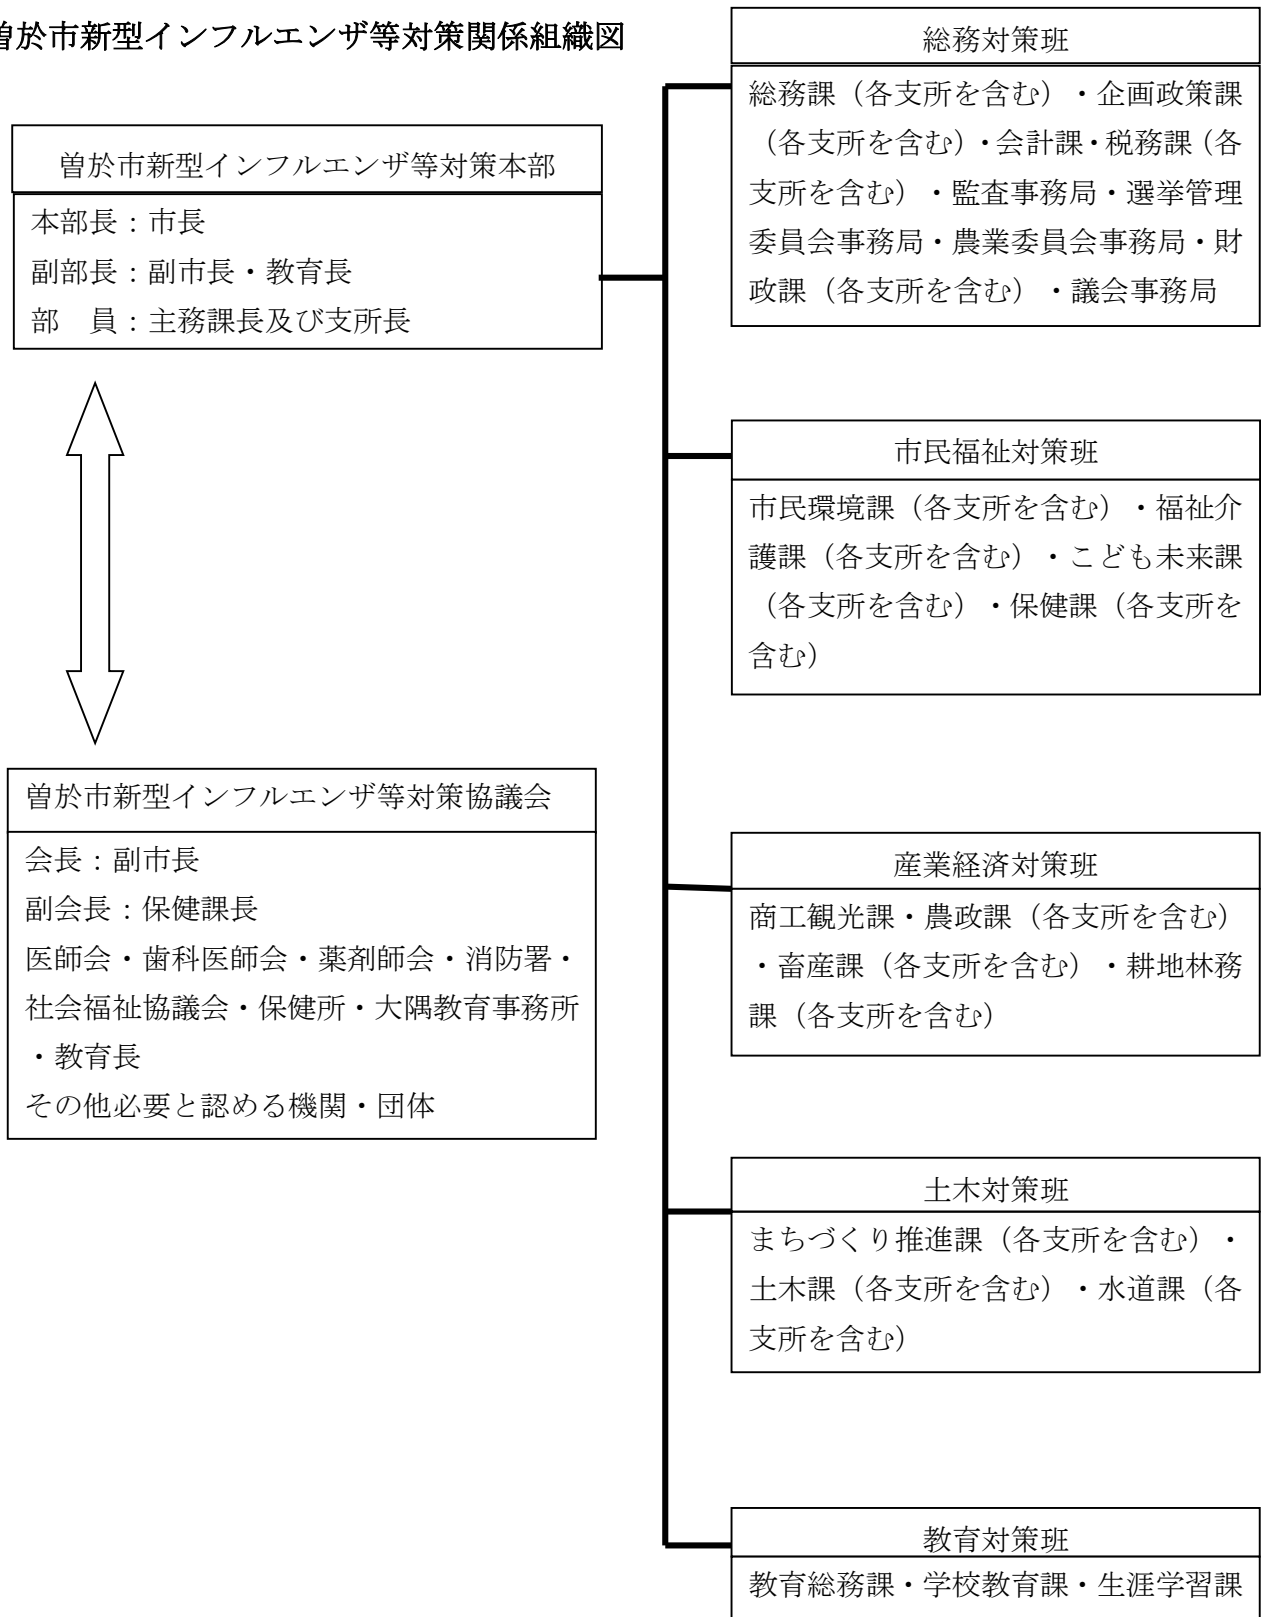 曽於市新型インフルエンザ等対策関係組織図
曽於市新型インフルエンザ等対策本部
本部長：市長
副部長：副市長・教育長
部　員：主務課長及び支所長
曽於市新型インフルエンザ等対策協議会
会長：副市長
副会長：保健課長
医師会・歯科医師会・薬剤師会・消防署・
社会福祉協議会・保健所・大隅教育事務所
・教育長
その他必要と認める機関・団体
総務対策班
総務課（各支所を含む）・企画政策課
（各支所を含む）・会計課・税務課（各
支所を含む）・監査事務局・選挙管理
委員会事務局・農業委員会事務局・財
政課（各支所を含む）・議会事務局
市民福祉対策班
市民環境課（各支所を含む）・福祉介
護課（各支所を含む）・こども未来課
（各支所を含む）・保健課（各支所を
含む）
産業経済対策班
商工観光課・農政課（各支所を含む）
・畜産課（各支所を含む）・耕地林務
課（各支所を含む）
土木対策班
まちづくり推進課（各支所を含む）・
土木課（各支所を含む）・水道課（各
支所を含む）
教育対策班
教育総務課・学校教育課・生涯学習課